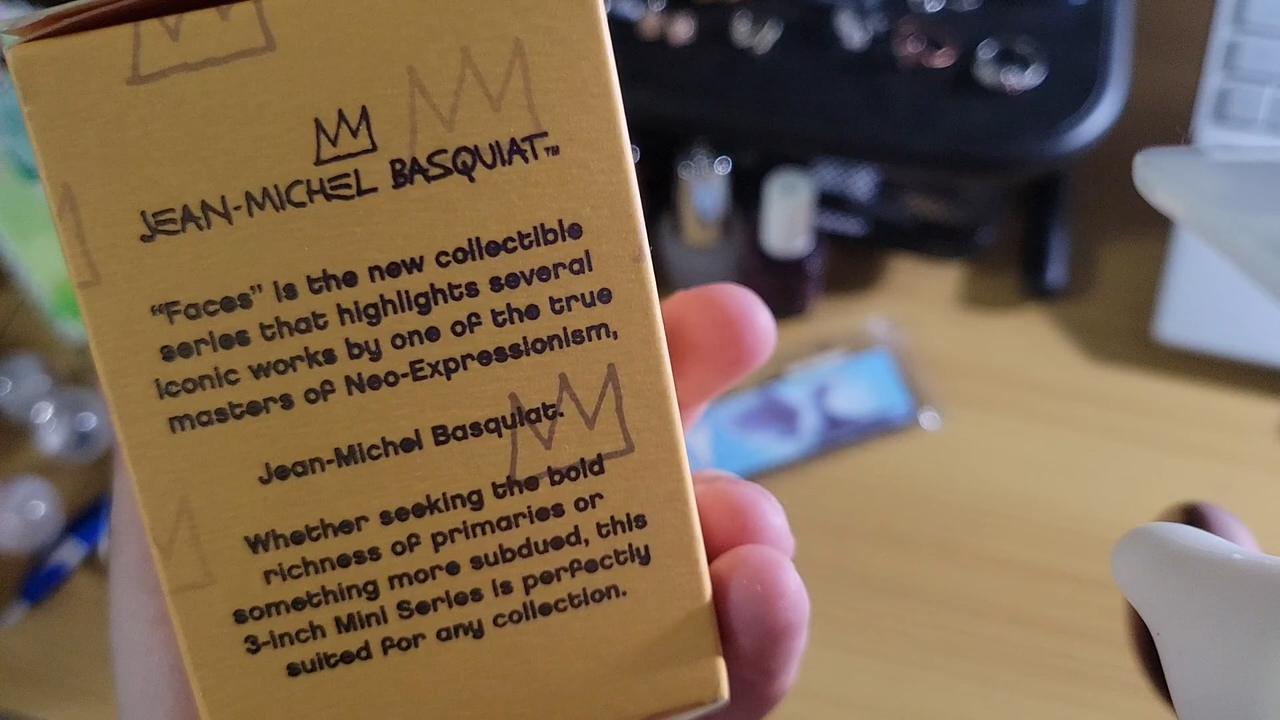 JEAN-MICHEL BASQUIAT™
"Faces" is the new collectible
series that highlights several
iconic works by one of the true
masters of Neo-Expressionism,
Jean-Michel Basquiat.
Whether seeking the bold
richness of primaries or
something more subdued, this
3-inch Mini Series is perfectly
suited for any collection.